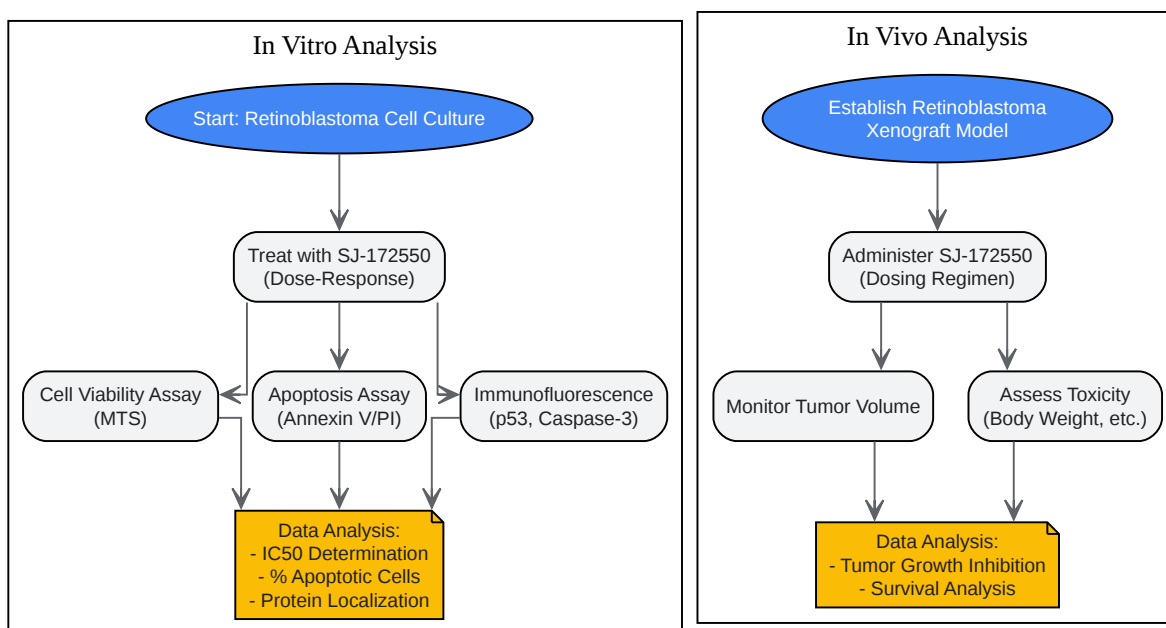 In Vitro Analysis
Start: Retinoblastoma Cell Culture
Treat with SJ-172550
(Dose-Response)
Cell Viability Assay
(MTS)
Apoptosis Assay
(Annexin V/PI)
Immunofluorescence
(p53, Caspase-3)
Data Analysis:
- IC50 Determination
- % Apoptotic Cells
- Protein Localization
In Vivo Analysis
Establish Retinoblastoma
Xenograft Model
Administer SJ-172550
(Dosing Regimen)
Monitor Tumor Volume
Assess Toxicity
(Body Weight, etc.)
Data Analysis:
- Tumor Growth Inhibition
- Survival Analysis